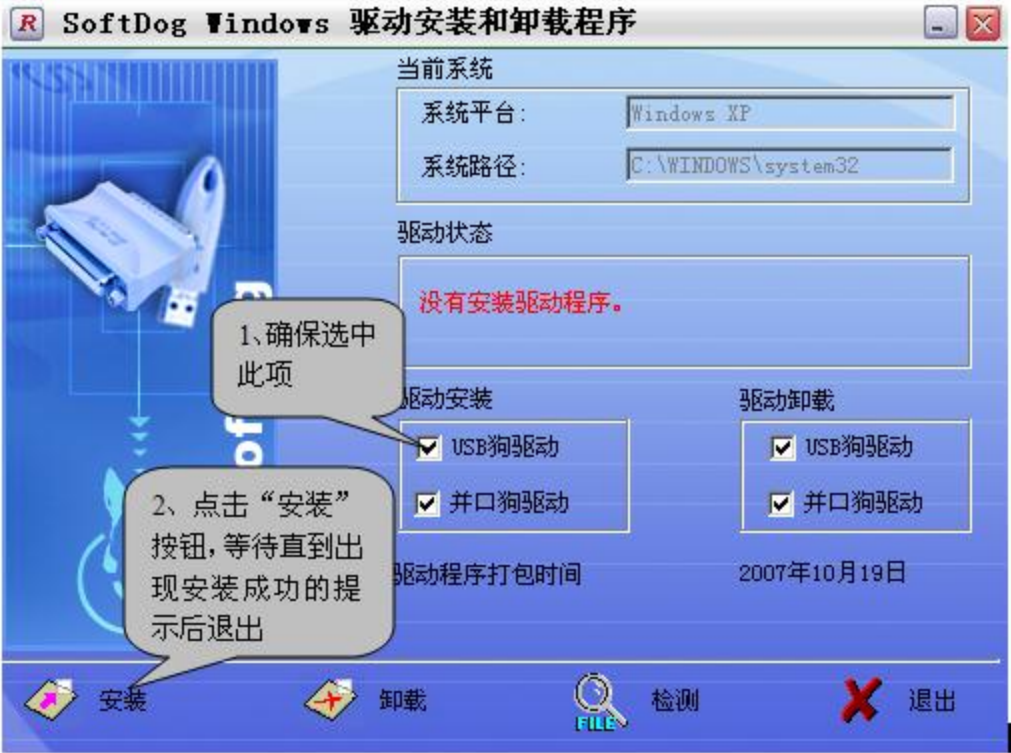 R SoftDog Windows 驱动安装和卸载程序
当前系统
系统平台: Windows XP
系统路径: C:\WINDOWS\system32
驱动状态
没有安装驱动程序。
1、确保选中
此项
驱动安装 驱动卸载
USB狗驱动 USB狗驱动
并口狗驱动 并口狗驱动
2、点击“安装”
按钮,等待直到出
现安装成功的提
示后退出
驱动程序打包时间 2007年10月19日
安装 卸载 FILE 检测 退出